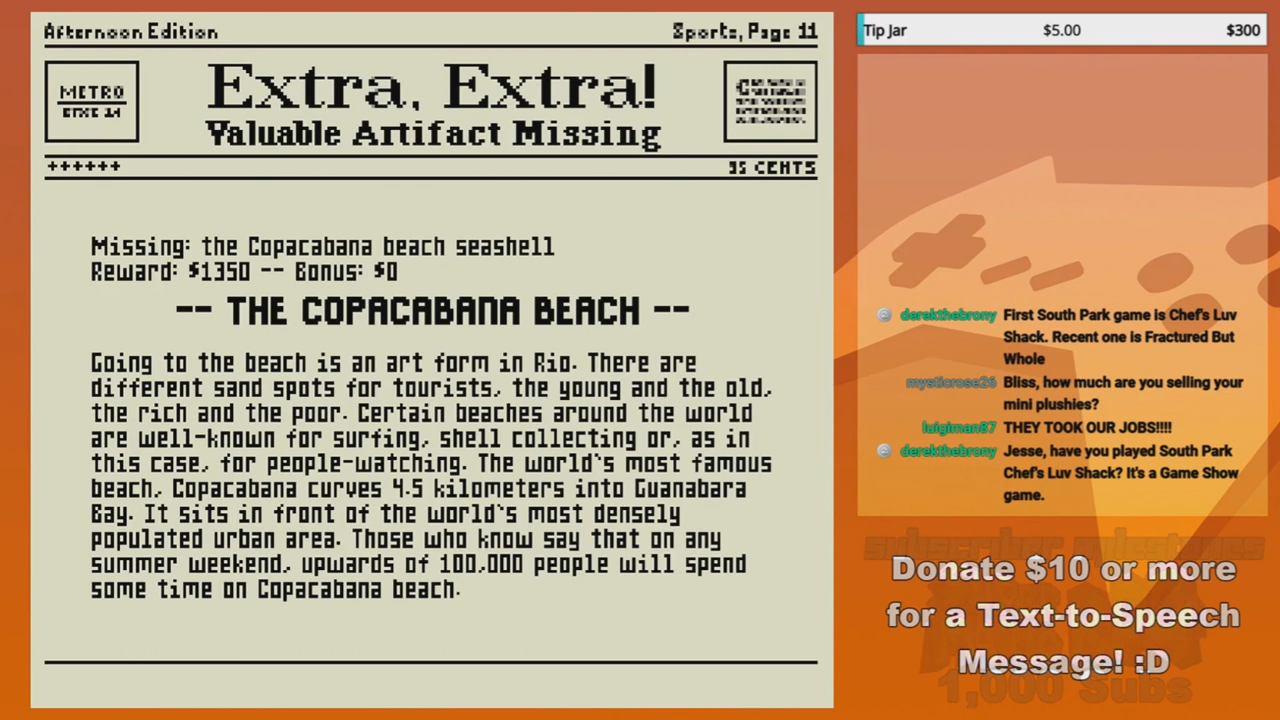 Afternoon Edition
Sports, Page 11
METRO
Extra, Extra!
Valuable Artifact Missing
++++++
35 CENTS
Missing: the Copacabana beach seashell
Reward: $1350 -- Bonus: $0
-- THE COPACABANA BEACH --
Going to the beach is an art form in Rio. There are
different sand spots for tourists, the young and the old,
the rich and the poor. Certain beaches around the world
are well-known for surfing, shell collecting or, as in
this case, for people-watching. The world's most famous
beach, Copacabana curves 4.5 kilometers into Guanabara
Bay. It sits in front of the world's most densely
populated urban area. Those who know say that on any
summer weekend, upwards of 100,000 people will spend
some time on Copacabana beach.
Tip Jar $5.00 $300
derekthebrony First South Park game is Chef's Luv
Shack. Recent one is Fractured But
Whole
mysticrose26 Bliss, how much are you selling your
mini plushies?
luigiman87 THEY TOOK OUR JOBS!!!!
derekthebrony Jesse, have you played South Park
Chef's Luv Shack? It's a Game Show
game.
subscriber milestones
Donate $10 or more
for a Text-to-Speech
Message! :D
1,000 Subs